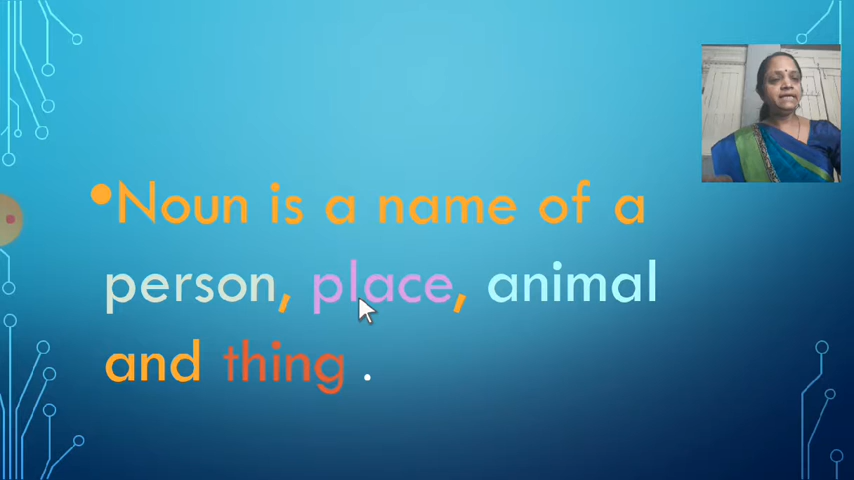 •Noun is a name of a
person, place, animal
and thing .